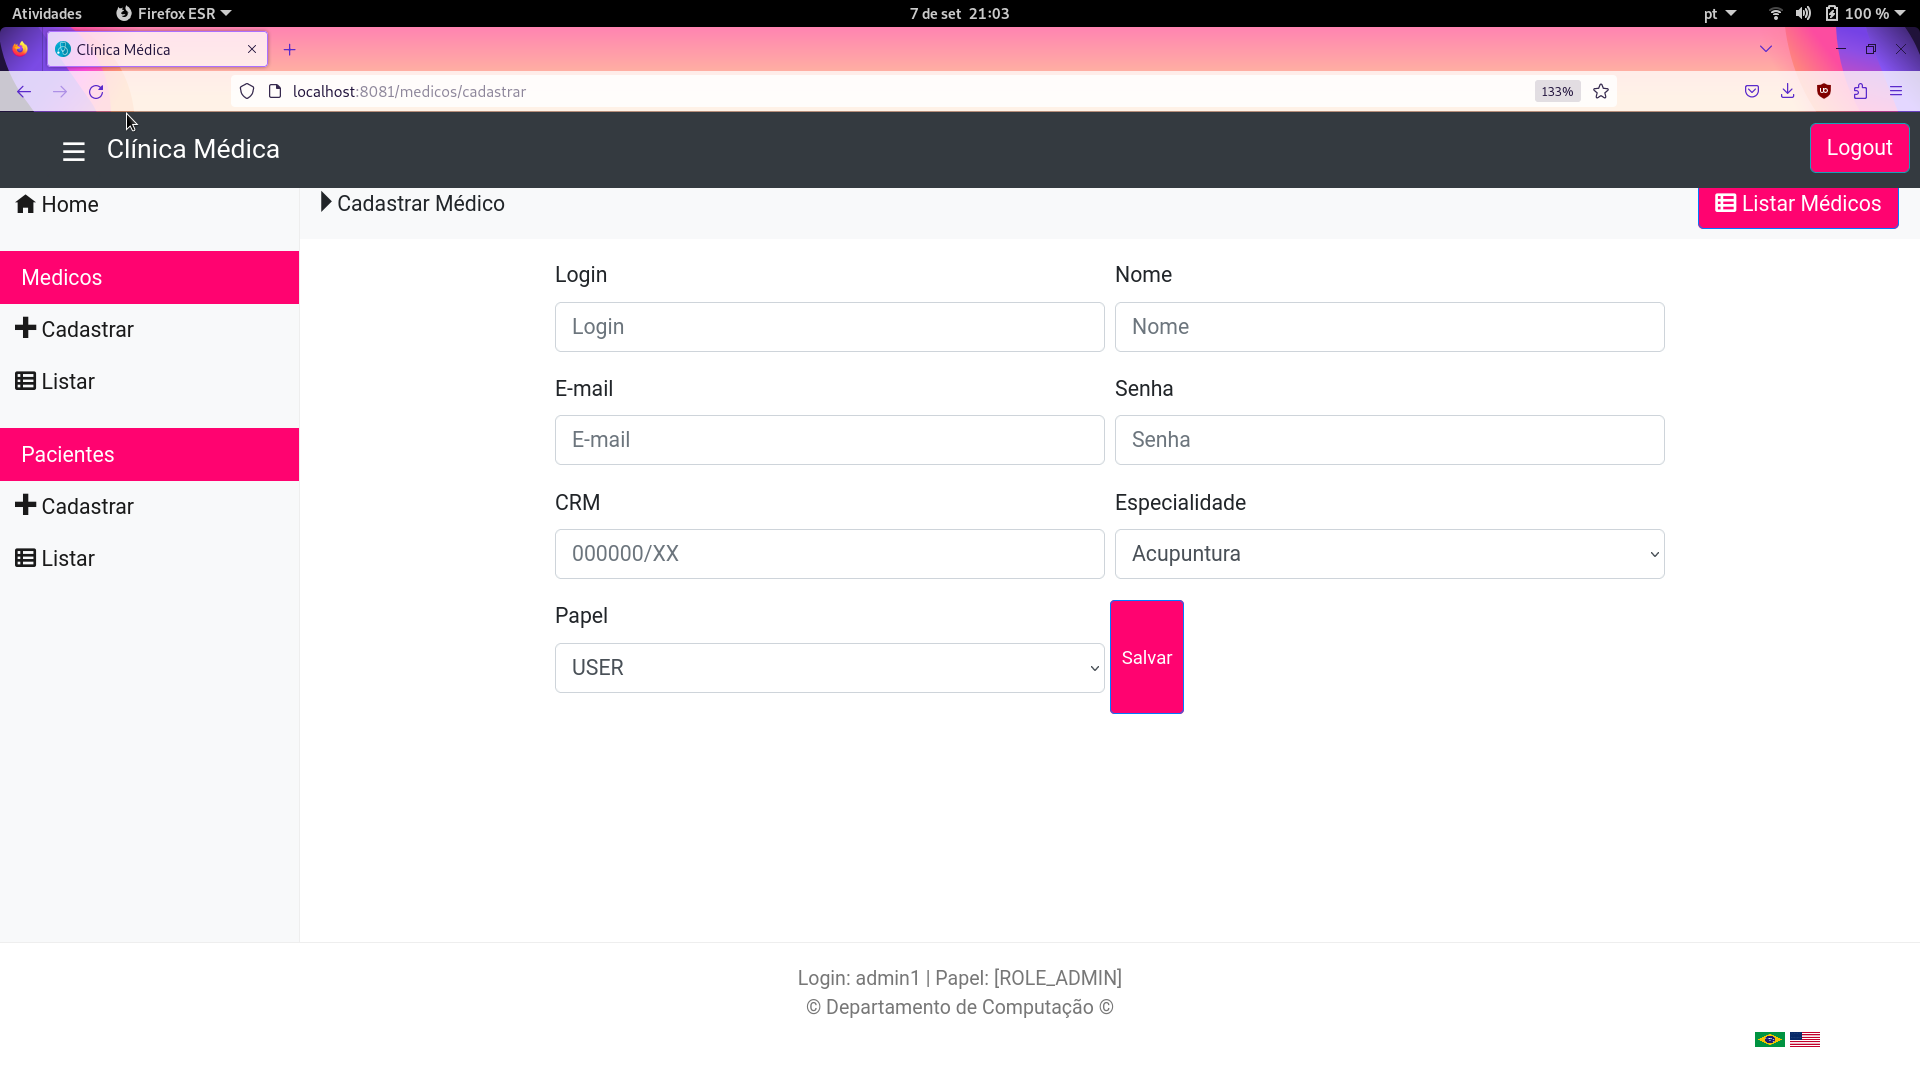 Atividades Firefox ESR 7 de set 21:03 pt 100 %
Clínica Médica
localhost:8081/medicos/cadastrar 133%
Clínica Médica Logout
Home
Cadastrar Médico Listar Médicos
Medicos
Cadastrar
Listar
Pacientes
Cadastrar
Listar
Login Nome
Login Nome
E-mail Senha
E-mail Senha
CRM Especialidade
000000/XX Acupuntura
Papel
USER Salvar
Login: admin1 | Papel: [ROLE_ADMIN]
© Departamento de Computação ©